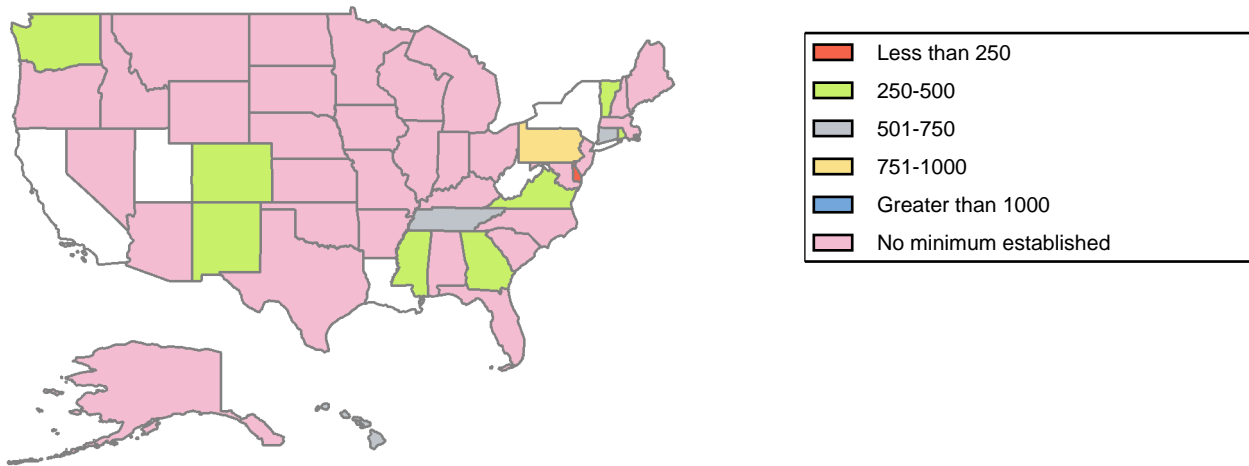 Less than 250
250-500
501-750
751-1000
Greater than 1000
No minimum established